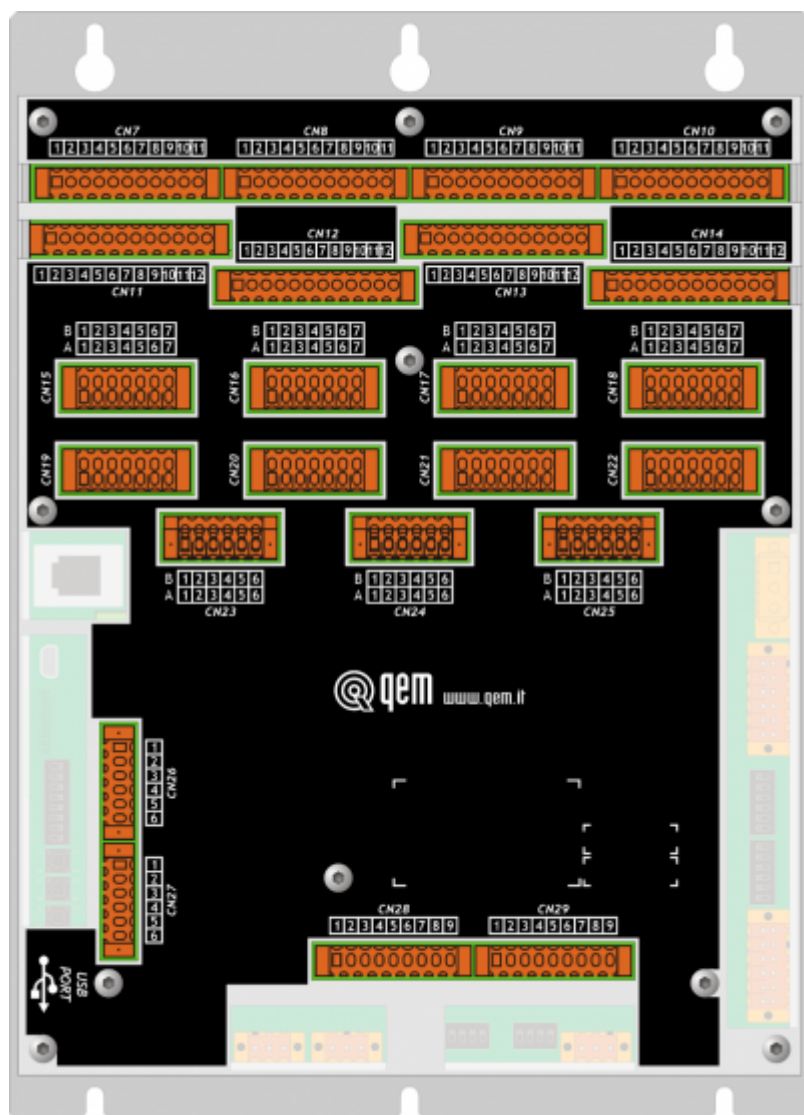 CN7 CN8 CN9 CN10
1 2 3 4 5 6 7 8 9 10 11 1 2 3 4 5 6 7 8 9 10 11 1 2 3 4 5 6 7 8 9 10 11 1 2 3 4 5 6 7 8 9 10 11
CN12 CN14
1 2 3 4 5 6 7 8 9 10 11 12 1 2 3 4 5 6 7 8 9 10 11 12
1 2 3 4 5 6 7 8 9 10 11 12 1 2 3 4 5 6 7 8 9 10 11 12
CN11 CN13
B 1 2 3 4 5 6 7 B 1 2 3 4 5 6 7 B 1 2 3 4 5 6 7 B 1 2 3 4 5 6 7
A 1 2 3 4 5 6 7 A 1 2 3 4 5 6 7 A 1 2 3 4 5 6 7 A 1 2 3 4 5 6 7
CN15 CN16 CN17 CN18
CN19 CN20 CN21 CN22
B 1 2 3 4 5 6 B 1 2 3 4 5 6 B 1 2 3 4 5 6
A 1 2 3 4 5 6 A 1 2 3 4 5 6 A 1 2 3 4 5 6
CN23 CN24 CN25
qem www.qem.it
1 2 3 4 5 6
CN26
1 2 3 4 5 6
CN27
CN28 CN29
1 2 3 4 5 6 7 8 9 1 2 3 4 5 6 7 8 9
USB
PORT